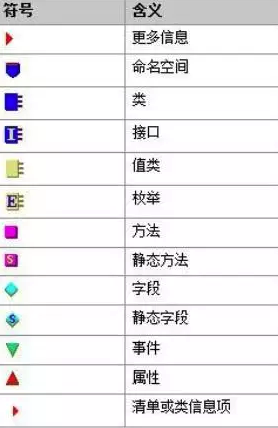 符号 含义
更多信息
命名空间
类
I 接口
值类
E 枚举
方法
S 静态方法
字段
S 静态字段
事件
属性
清单或类信息项